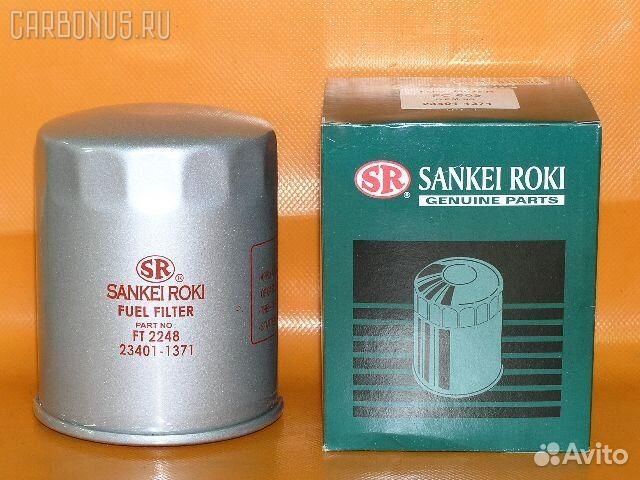 CARBONUS.RU
SR®
SANKEI ROKI
FUEL FILTER
PART NO
FT 2248
23401-1371
23401-1371
SR®
SANKEI ROKI
GENUINE PARTS
Avito